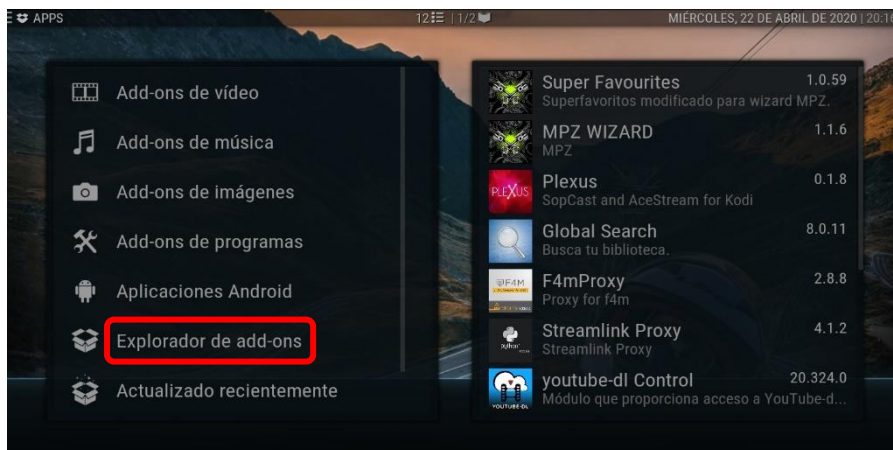 APPS
12 | 1/2
MIÉRCOLES, 22 DE ABRIL DE 2020 | 20:16
Add-ons de vídeo
Add-ons de música
Add-ons de imágenes
Add-ons de programas
Aplicaciones Android
Explorador de add-ons
Actualizado recientemente
Super Favourites 1.0.59
Superfavoritos modificado para wizard MPZ.
MPZ WIZARD 1.1.6
MPZ
PLEXUS
Plexus 0.1.8
SopCast and AceStream for Kodi
Global Search 8.0.11
Busca tu biblioteca.
F4M
F4mProxy 2.8.8
Proxy for f4m
python
Streamlink Proxy 4.1.2
Streamlink Proxy
YOUTUBE-DL
youtube-dl Control 20.324.0
Módulo que proporciona acceso a YouTube-d...